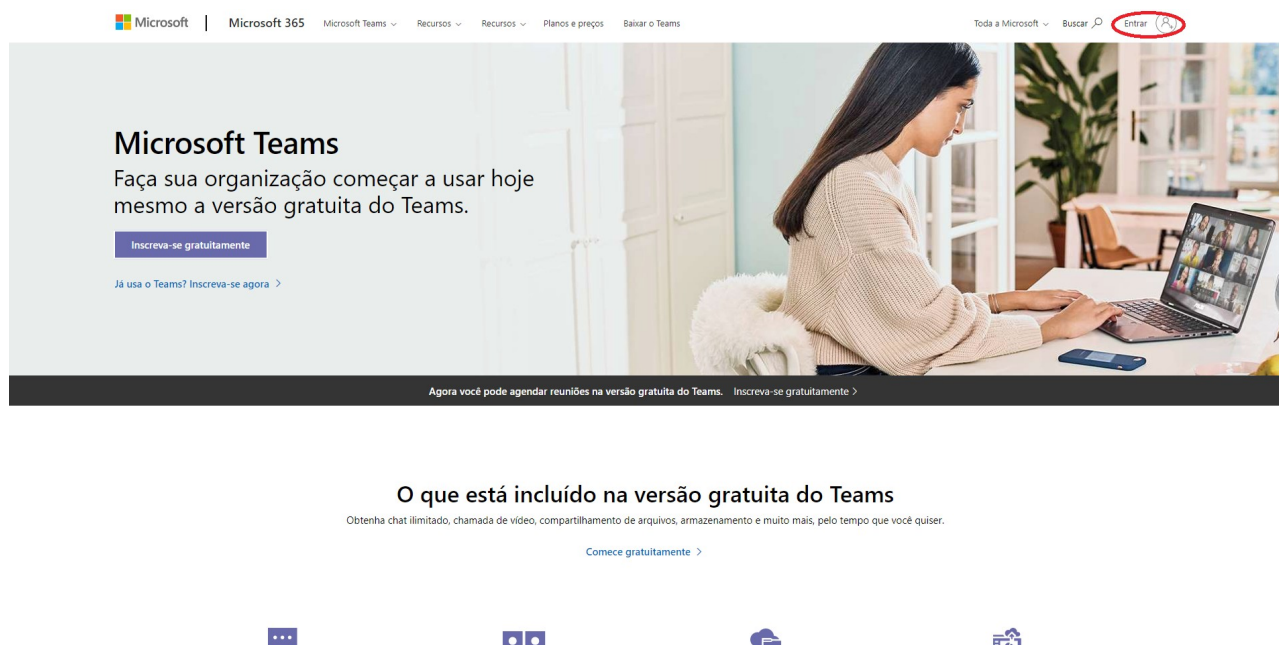 Microsoft
Microsoft 365
Microsoft Teams
Recursos
Recursos
Planos e preços
Baixar o Teams
Toda a Microsoft
Buscar
Entrar
Microsoft Teams
Faça sua organização começar a usar hoje
mesmo a versão gratuita do Teams.
Inscreva-se gratuitamente
Já usa o Teams? Inscreva-se agora >
Agora você pode agendar reuniões na versão gratuita do Teams. Inscreva-se gratuitamente >
O que está incluído na versão gratuita do Teams
Obtenha chat ilimitado, chamada de vídeo, compartilhamento de arquivos, armazenamento e muito mais, pelo tempo que você quiser.
Comece gratuitamente >